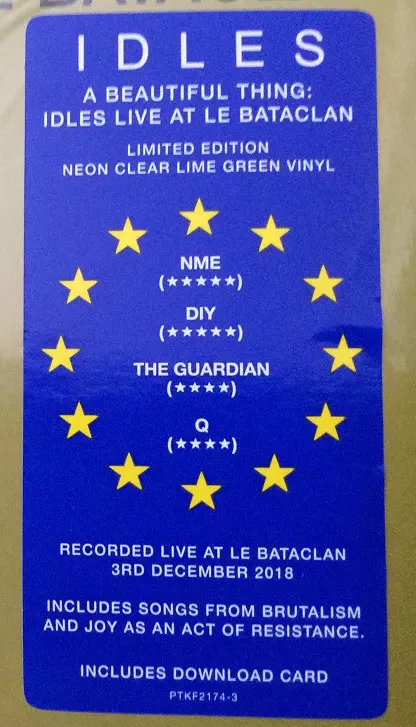 IDLES
A BEAUTIFUL THING:
IDLES LIVE AT LE BATACLAN
LIMITED EDITION
NEON CLEAR LIME GREEN VINYL
NME
(★★★★★)
DIY
(★★★★★)
THE GUARDIAN
(★★★★)
Q
(★★★★)
RECORDED LIVE AT LE BATACLAN
3RD DECEMBER 2018
INCLUDES SONGS FROM BRUTALISM
AND JOY AS AN ACT OF RESISTANCE.
INCLUDES DOWNLOAD CARD
PTKF2174-3